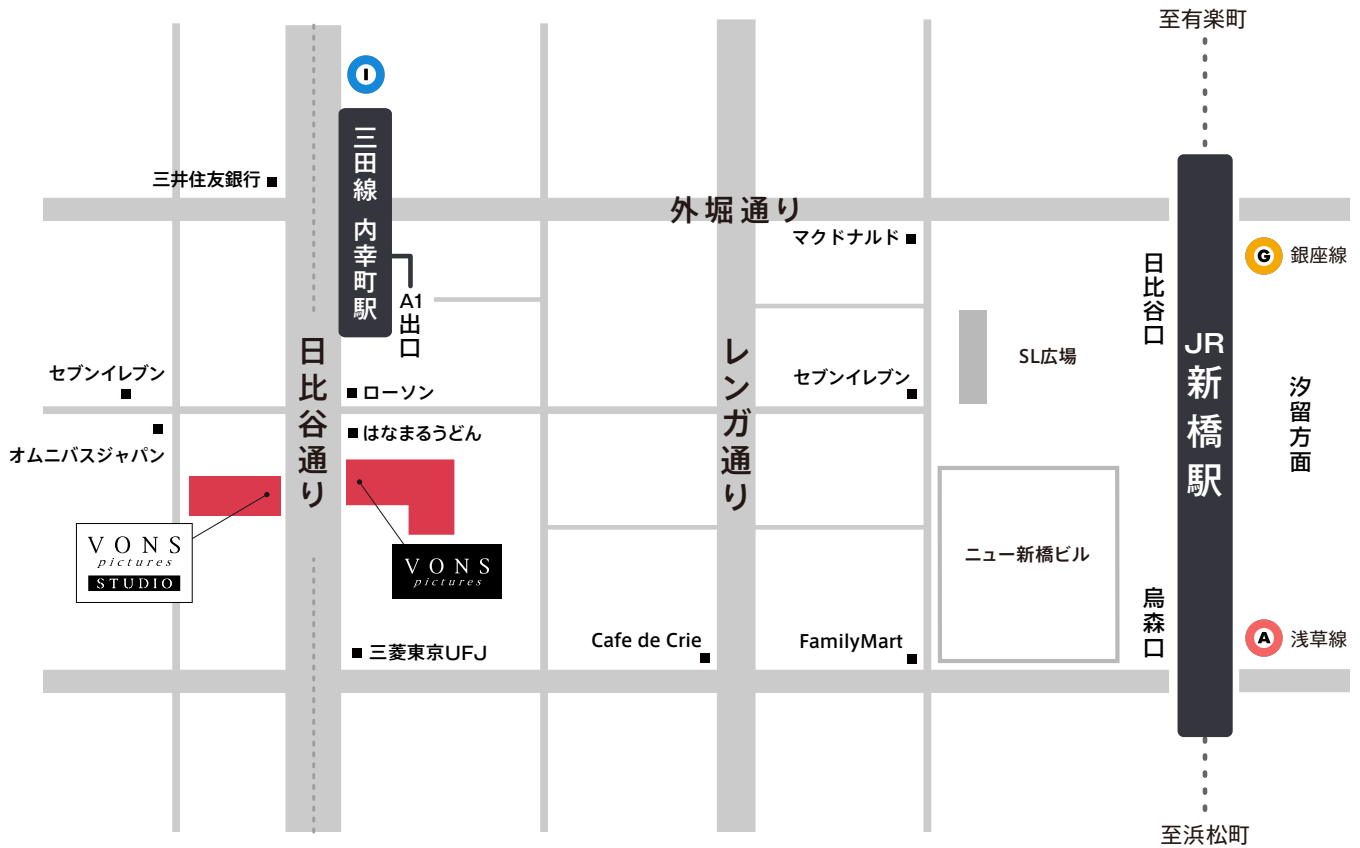 至有楽町
I
三田線 内幸町駅
三井住友銀行
外堀通り
マクドナルド
日比谷口
G 銀座線
A1出口
日比谷通り
レンガ通り
JR新橋駅
SL広場
セブンイレブン
ローソン
セブンイレブン
汐留方面
はなまるうどん
オムニバスジャパン
VONS
pictures
STUDIO
VONS
pictures
ニュー新橋ビル
烏森口
三菱東京UFJ
Cafe de Crie
FamilyMart
A 浅草線
至浜松町